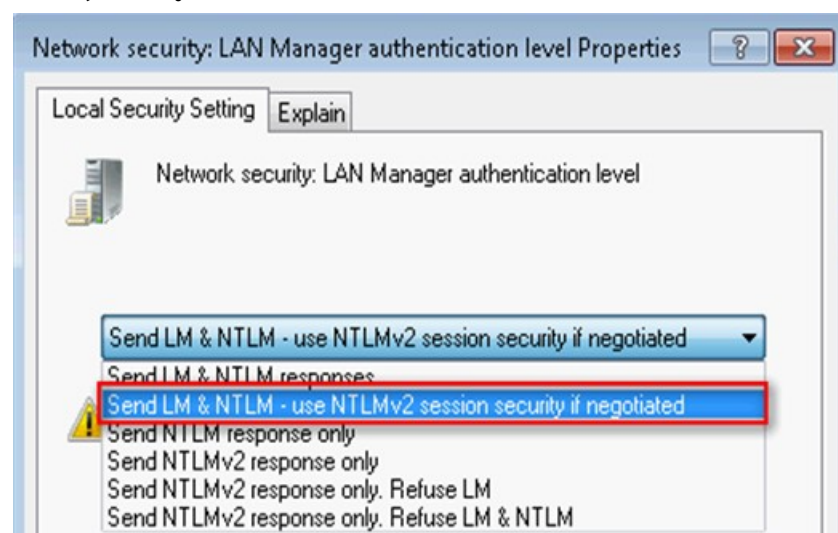 Network security: LAN Manager authentication level Properties
Local Security Setting
Explain
Network security: LAN Manager authentication level
Send LM & NTLM - use NTLMv2 session security if negotiated
Send LM & NTLM responses
Send LM & NTLM - use NTLMv2 session security if negotiated
Send NTLM response only
Send NTLMv2 response only
Send NTLMv2 response only. Refuse LM
Send NTLMv2 response only. Refuse LM & NTLM